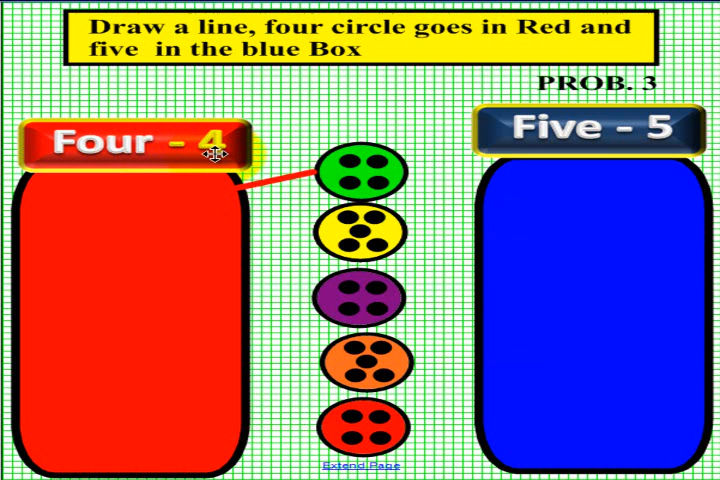 Draw a line, four circle goes in Red and
five in the blue Box
PROB. 3
Four - 4
Five - 5
Extend Page